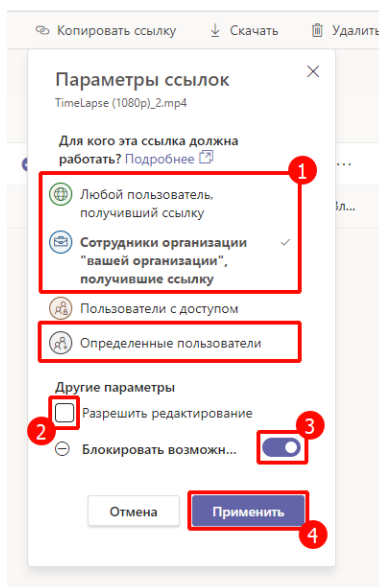 Копировать ссылку Скачать Удалить
Параметры ссылок
TimeLapse (1080p)_2.mp4
Для кого эта ссылка должна
работать? Подробнее
1
Любой пользователь,
получивший ссылку
Сотрудники организации
"вашей организации",
получившие ссылку
Пользователи с доступом
Определенные пользователи
Другие параметры
Разрешить редактирование
2
3
Блокировать возможн...
Отмена Применить
4